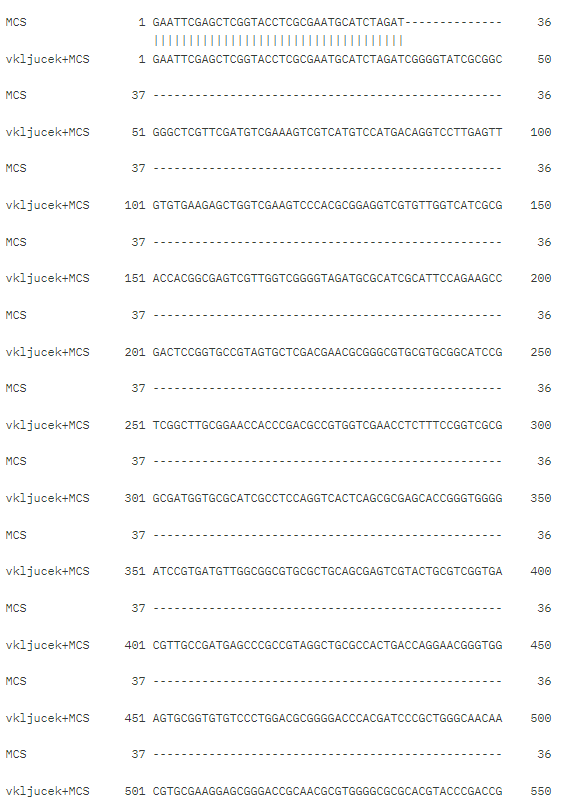 MCS 1 GAATTCGAGCTCGGTACCTCGCGAATGCATCTAGAT-------------- 36
||||||||||||||||||||||||||||||||||||
vkljucek+MCS 1 GAATTCGAGCTCGGTACCTCGCGAATGCATCTAGATCGGGGTATCGCGGC 50
MCS 37 -------------------------------------------------- 36
vkljucek+MCS 51 GGGCTCGTTCGATGTCGAAAGTCGTCATGTCCATGACAGGTCCTTGAGTT 100
MCS 37 -------------------------------------------------- 36
vkljucek+MCS 101 GTGTGAAGAGCTGGTCGAAGTCCCACGCGGAGGTCGTGTTGGTCATCGCG 150
MCS 37 -------------------------------------------------- 36
vkljucek+MCS 151 ACCACGGCGAGTCGTTGGTCGGGGTAGATGCGCATCGCATTCCAGAAGCC 200
MCS 37 -------------------------------------------------- 36
vkljucek+MCS 201 GACTCCGGTGCCGTAGTGCTCGACGAACGCGGGCGTGCGTGCGGCATCCG 250
MCS 37 -------------------------------------------------- 36
vkljucek+MCS 251 TCGGCTTGCGGAACCACCCGACGCCGTGGTCGAACCTCTTTCCGGTCGCG 300
MCS 37 -------------------------------------------------- 36
vkljucek+MCS 301 GCGATGGTGCGCATCGCCTCCAGGTCACTCAGCGCGAGCACCGGGTGGGG 350
MCS 37 -------------------------------------------------- 36
vkljucek+MCS 351 ATCCGTGATGTTGGCGGCGTGCGCTGCAGCGAGTCGTACTGCGTCGGTGA 400
MCS 37 -------------------------------------------------- 36
vkljucek+MCS 401 CGTTGCCGATGAGCCCGCCGTAGGCTGCGCCACTGACCAGGAACGGGTGG 450
MCS 37 -------------------------------------------------- 36
vkljucek+MCS 451 AGTGCGGTGTGTCCCTGGACGCGGGGACCCACGATCCCGCTGGGCAACAA 500
MCS 37 -------------------------------------------------- 36
vkljucek+MCS 501 CGTGCGAAGGAGCGGGACCGCAACGCGTGGGGCGCGCACGTACCCGACCG 550